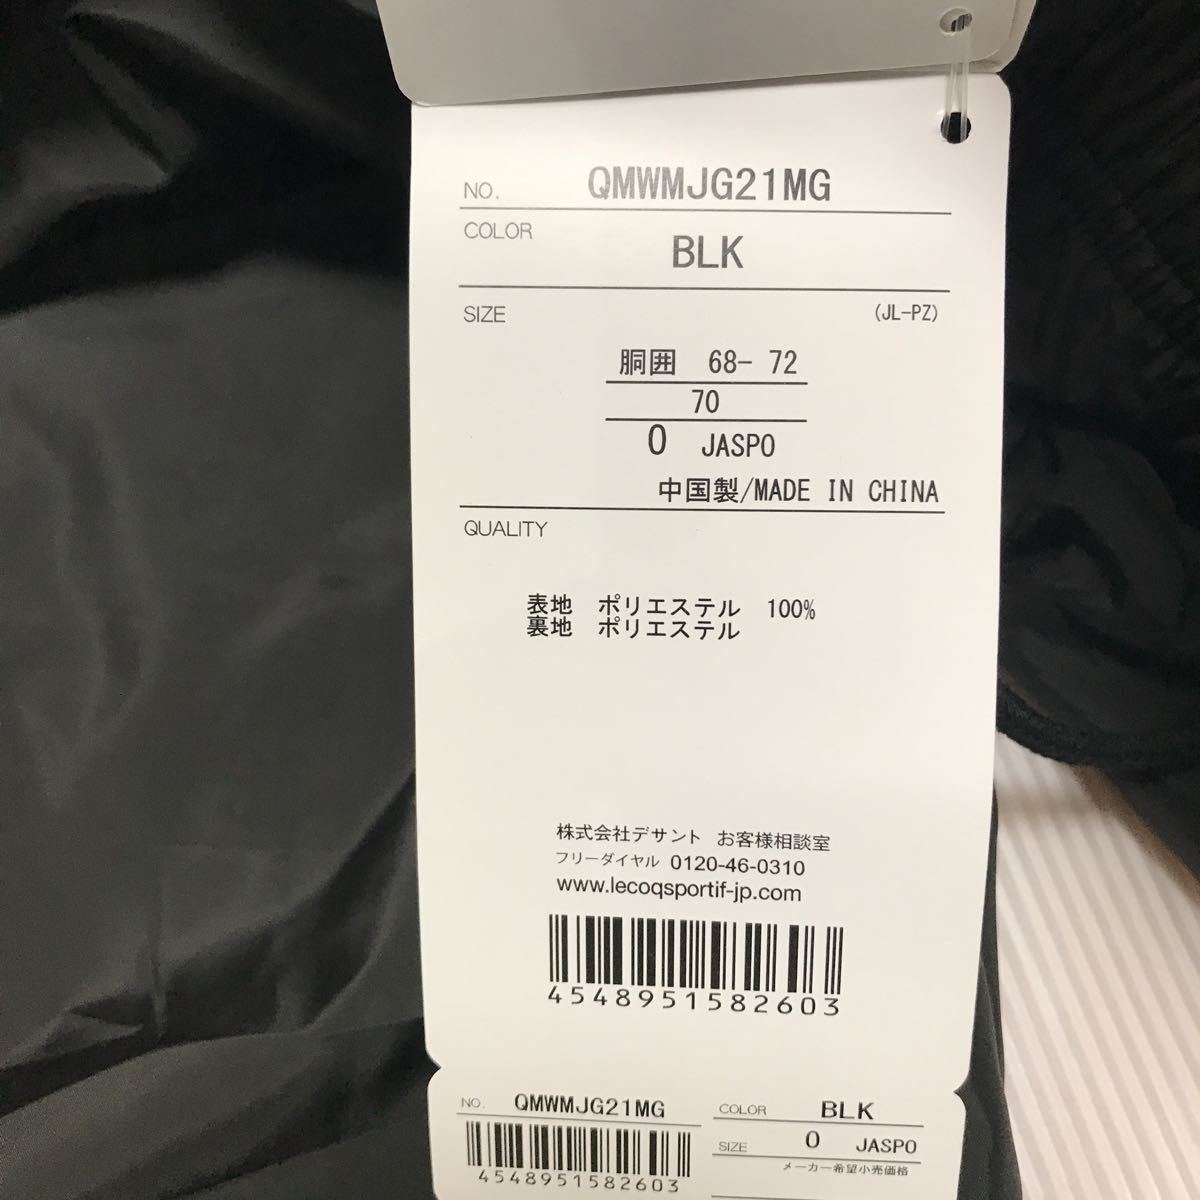 NO. QMWMJG21MG
COLOR BLK
SIZE (JL-PZ)
胴囲 68- 72
70
0 JASPO
中国製/MADE IN CHINA
QUALITY
表地 ポリエステル 100%
裏地 ポリエステル
株式会社デサント お客様相談室
フリーダイヤル 0120-46-0310
www.lecoqsportif-jp.com
4548951582603
NO. QMWMJG21MG
4548951582603
COLOR BLK
SIZE 0 JASPO
メーカー希望小売価格